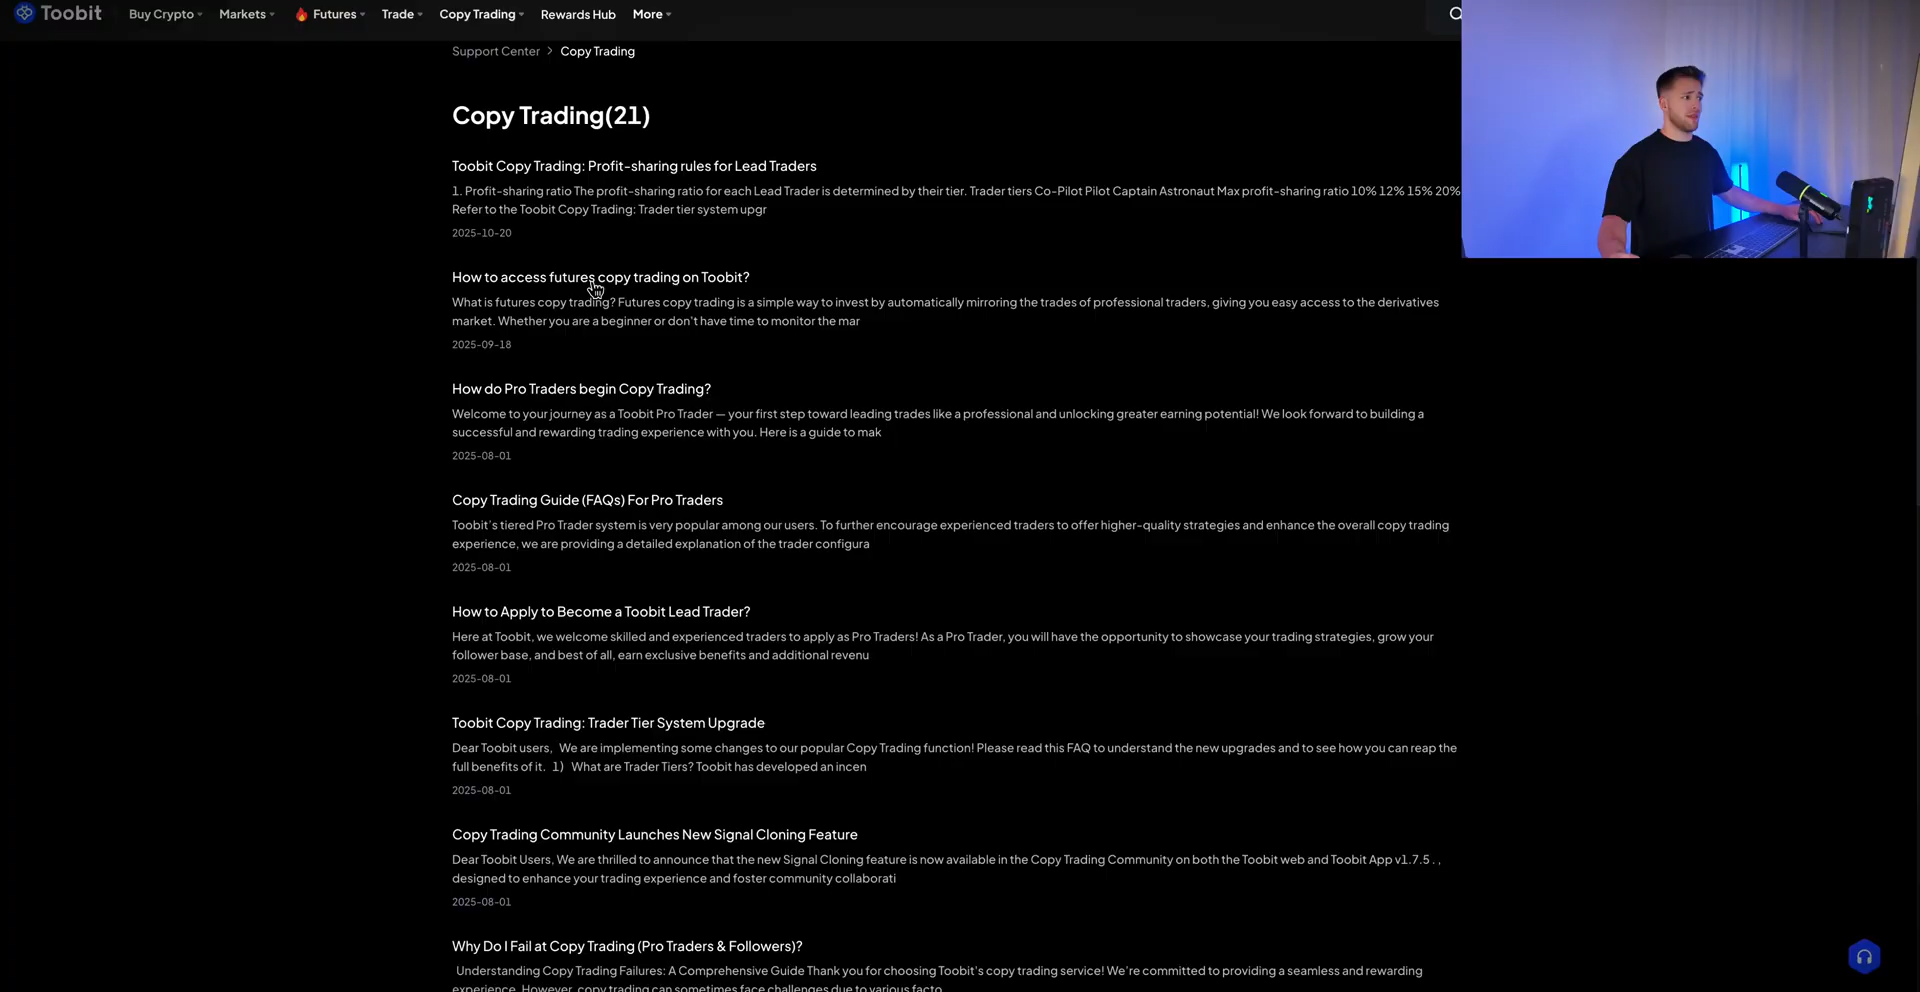 Toobit Buy Crypto Markets Futures Trade Copy Trading Rewards Hub More
Support Center > Copy Trading
Copy Trading(21)
Toobit Copy Trading: Profit-sharing rules for Lead Traders
1. Profit-sharing ratio The profit-sharing ratio for each Lead Trader is determined by their tier. Trader tiers Co-Pilot Pilot Captain Astronaut Max profit-sharing ratio 10% 12% 15% 20%
Refer to the Toobit Copy Trading: Trader tier system upgr
2025-10-20
How to access futures copy trading on Toobit?
What is futures copy trading? Futures copy trading is a simple way to invest by automatically mirroring the trades of professional traders, giving you easy access to the derivatives
market. Whether you are a beginner or don't have time to monitor the mar
2025-09-18
How do Pro Traders begin Copy Trading?
Welcome to your journey as a Toobit Pro Trader — your first step toward leading trades like a professional and unlocking greater earning potential! We look forward to building a
successful and rewarding trading experience with you. Here is a guide to mak
2025-08-01
Copy Trading Guide (FAQs) For Pro Traders
Toobit's tiered Pro Trader system is very popular among our users. To further encourage experienced traders to offer higher-quality strategies and enhance the overall copy trading
experience, we are providing a detailed explanation of the trader configura
2025-08-01
How to Apply to Become a Toobit Lead Trader?
Here at Toobit, we welcome skilled and experienced traders to apply as Pro Traders! As a Pro Trader, you will have the opportunity to showcase your trading strategies, grow your
follower base, and best of all, earn exclusive benefits and additional revenu
2025-08-01
Toobit Copy Trading: Trader Tier System Upgrade
Dear Toobit users, We are implementing some changes to our popular Copy Trading function! Please read this FAQ to understand the new upgrades and to see how you can reap the
full benefits of it. 1) What are Trader Tiers? Toobit has developed an incen
2025-08-01
Copy Trading Community Launches New Signal Cloning Feature
Dear Toobit Users, We are thrilled to announce that the new Signal Cloning feature is now available in the Copy Trading Community on both the Toobit web and Toobit App v1.7.5 . ,
designed to enhance your trading experience and foster community collaborati
2025-08-01
Why Do I Fail at Copy Trading (Pro Traders & Followers)?
Understanding Copy Trading Failures: A Comprehensive Guide Thank you for choosing Toobit's copy trading service! We're committed to providing a seamless and rewarding
experience. However, copy trading can sometimes face challenges due to various facto